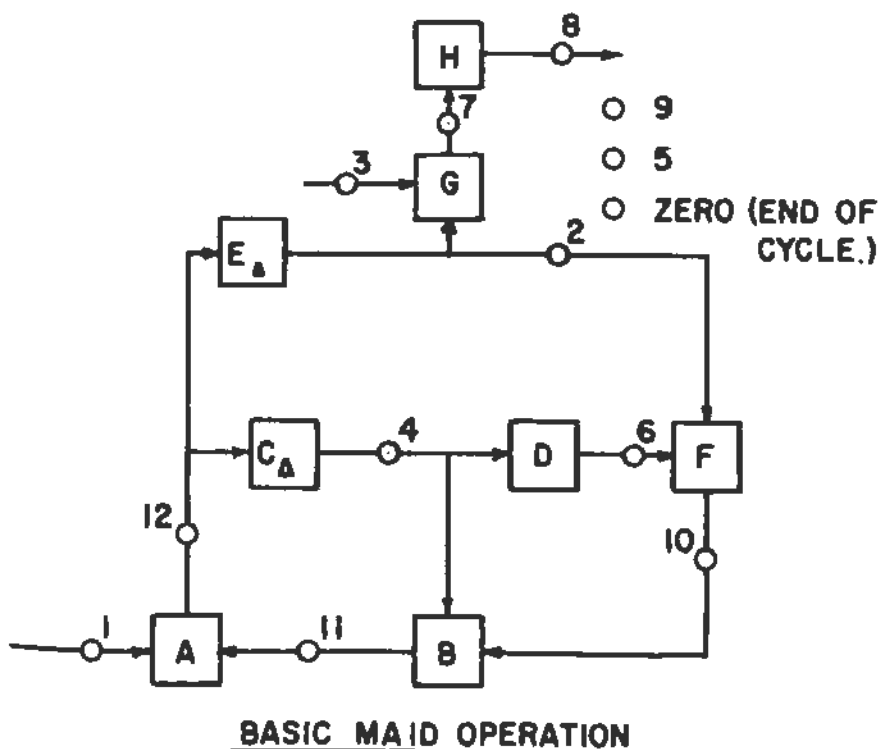 8
H
9
7
3
5
G
ZERO (END OF
2
CYCLE.)
E Δ
4
6
C Δ
D
F
12
10
1
11
A
B
BASIC MAID OPERATION